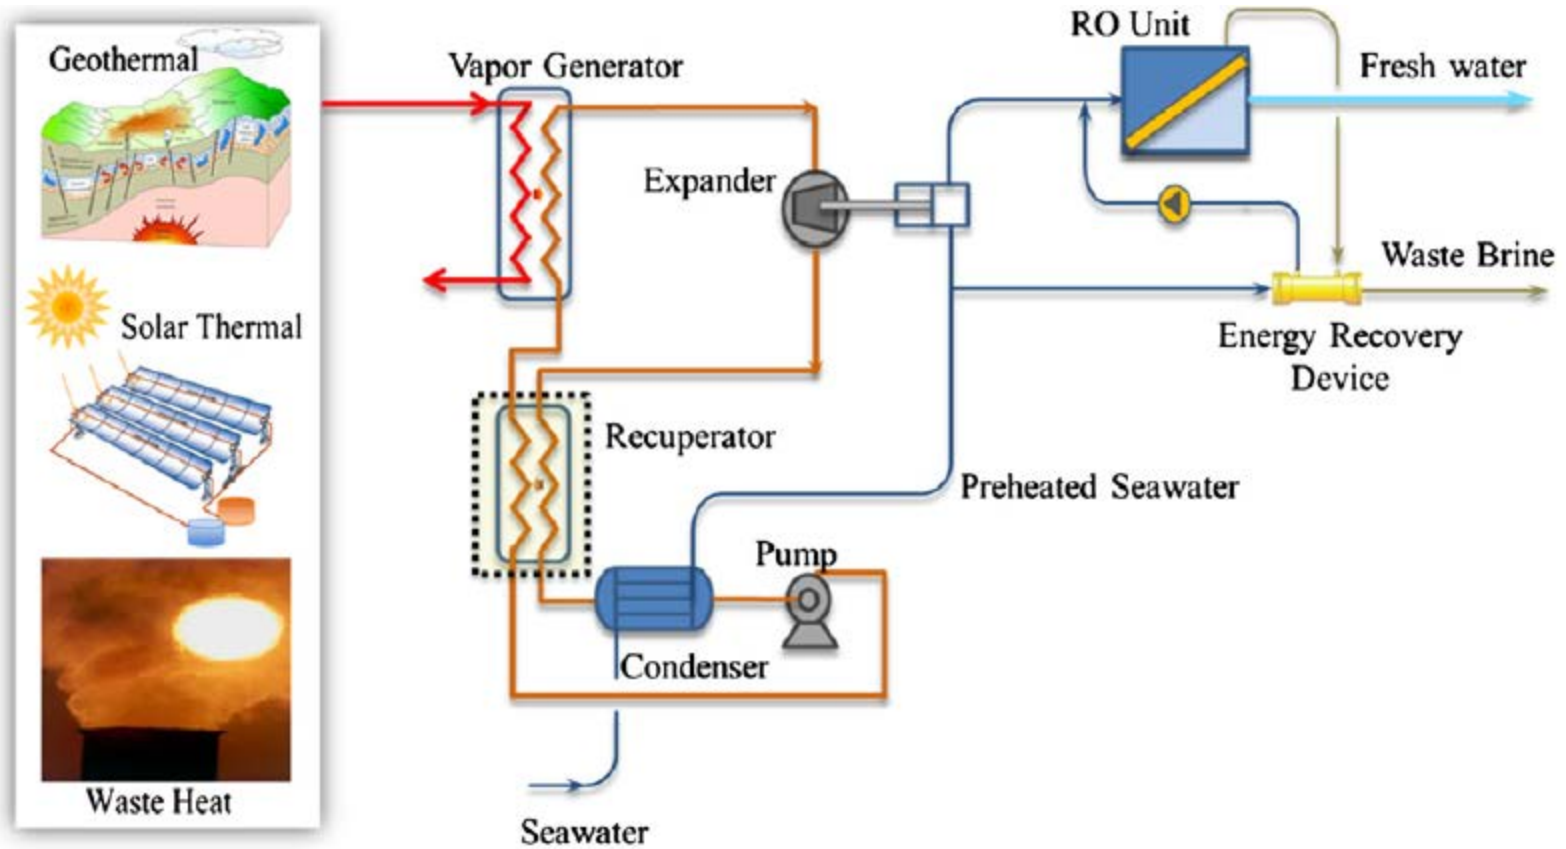 Geothermal
Solar Thermal
Waste Heat
Vapor Generator
Expander
RO Unit
Fresh water
Waste Brine
Energy Recovery
Device
Recuperator
Preheated Seawater
Pump
Condenser
Seawater